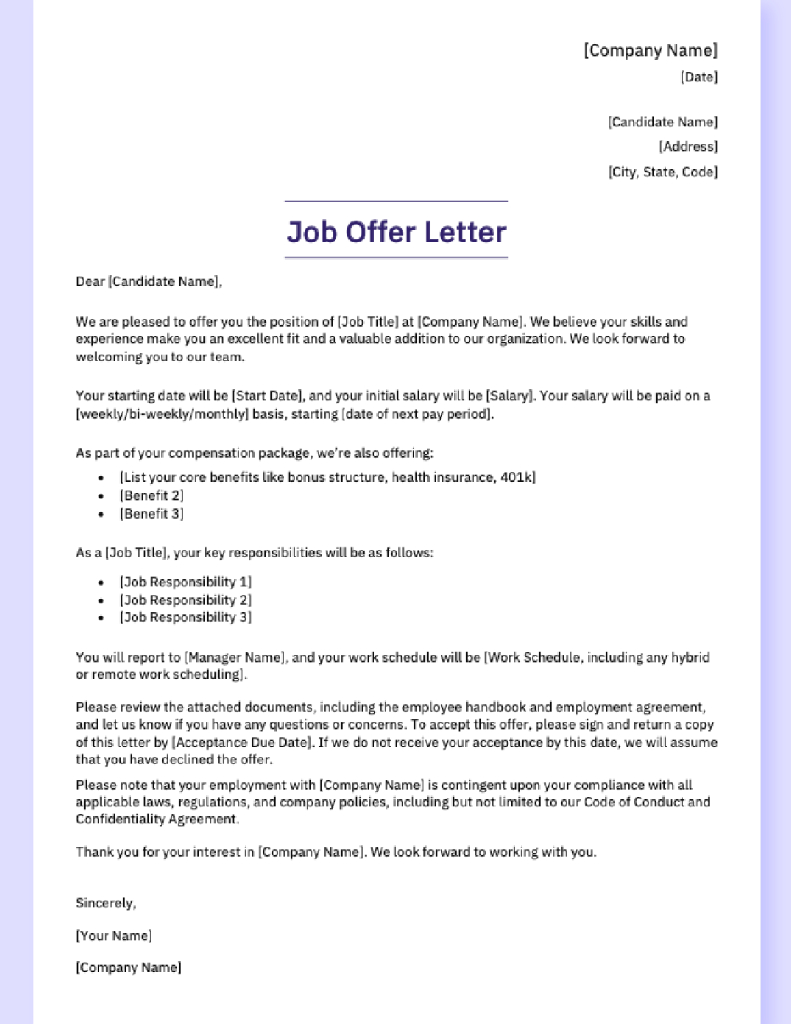 [Company Name]
[Date]
[Candidate Name]
[Address]
[City, State, Code]
Job Offer Letter
Dear [Candidate Name],
We are pleased to offer you the position of [Job Title] at [Company Name]. We believe your skills and
experience make you an excellent fit and a valuable addition to our organization. We look forward to
welcoming you to our team.
Your starting date will be [Start Date], and your initial salary will be [Salary]. Your salary will be paid on a
[weekly/bi-weekly/monthly] basis, starting [date of next pay period].
As part of your compensation package, we're also offering:
• [List your core benefits like bonus structure, health insurance, 401k]
• [Benefit 2]
• [Benefit 3]
As a [Job Title], your key responsibilities will be as follows:
• [Job Responsibility 1]
• [Job Responsibility 2]
• [Job Responsibility 3]
You will report to [Manager Name], and your work schedule will be [Work Schedule, including any hybrid
or remote work scheduling].
Please review the attached documents, including the employee handbook and employment agreement,
and let us know if you have any questions or concerns. To accept this offer, please sign and return a copy
of this letter by [Acceptance Due Date]. If we do not receive your acceptance by this date, we will assume
that you have declined the offer.
Please note that your employment with [Company Name] is contingent upon your compliance with all
applicable laws, regulations, and company policies, including but not limited to our Code of Conduct and
Confidentiality Agreement.
Thank you for your interest in [Company Name]. We look forward to working with you.
Sincerely,
[Your Name]
[Company Name]